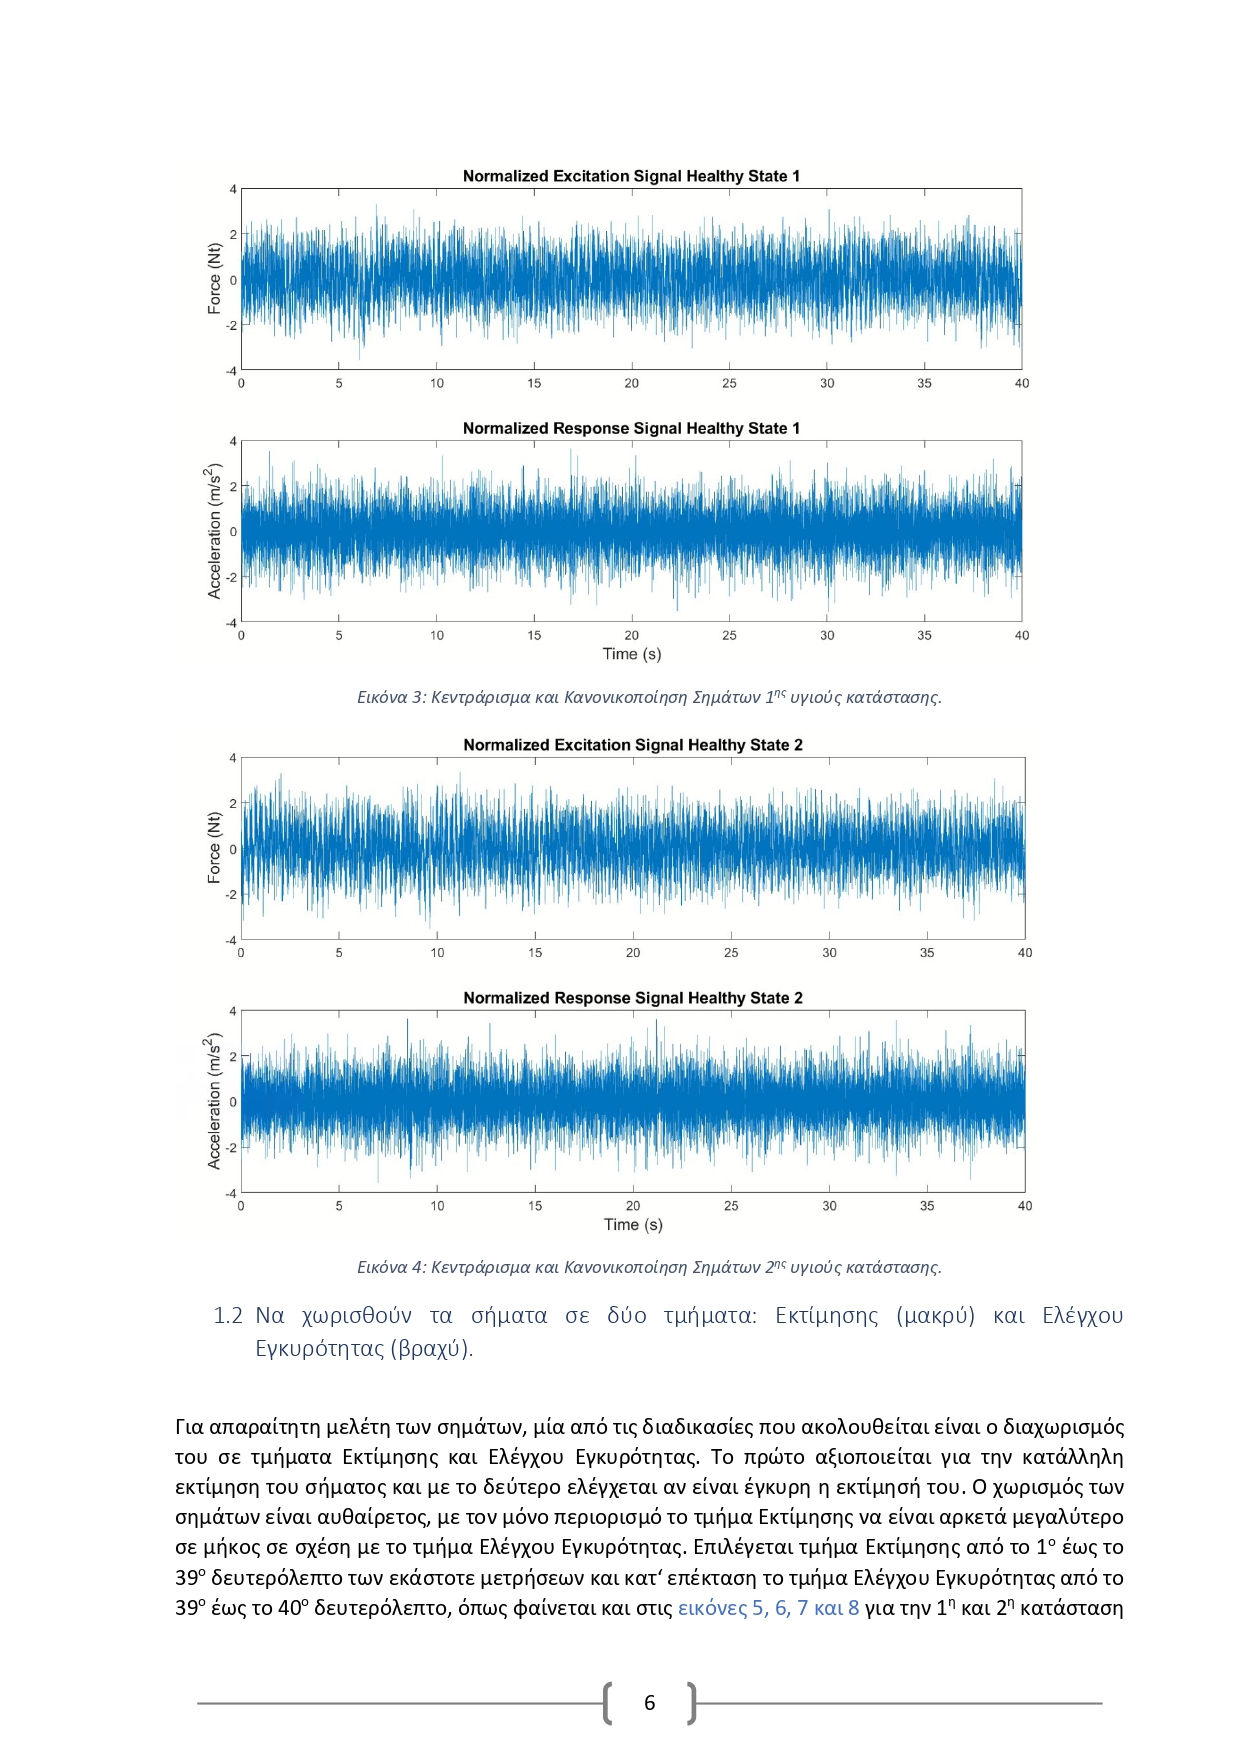 Normalized Excitation Signal Healthy State 1
4
2
0
-2
-4
Force (Nt)
0 5 10 15 20 25 30 35 40
Normalized Response Signal Healthy State 1
4
2
0
-2
-4
Acceleration (m/s²)
0 5 10 15 20 25 30 35 40
Time (s)
Εικόνα 3: Κεντράρισμα και Κανονικοποίηση Σημάτων 1ης υγιούς κατάστασης.
Normalized Excitation Signal Healthy State 2
4
2
0
-2
-4
Force (Nt)
0 5 10 15 20 25 30 35 40
Normalized Response Signal Healthy State 2
4
2
0
-2
-4
Acceleration (m/s²)
0 5 10 15 20 25 30 35 40
Time (s)
Εικόνα 4: Κεντράρισμα και Κανονικοποίηση Σημάτων 2ης υγιούς κατάστασης.
1.2 Να χωρισθούν τα σήματα σε δύο τμήματα: Εκτίμησης (μακρύ) και Ελέγχου
Εγκυρότητας (βραχύ).
Για απαραίτητη μελέτη των σημάτων, μία από τις διαδικασίες που ακολουθείται είναι ο διαχωρισμός
του σε τμήματα Εκτίμησης και Ελέγχου Εγκυρότητας. Το πρώτο αξιοποιείται για την κατάλληλη
εκτίμηση του σήματος και με το δεύτερο ελέγχεται αν είναι έγκυρη η εκτίμησή του. Ο χωρισμός των
σημάτων είναι αυθαίρετος, με τον μόνο περιορισμό το τμήμα Εκτίμησης να είναι αρκετά μεγαλύτερο
σε μήκος σε σχέση με το τμήμα Ελέγχου Εγκυρότητας. Επιλέγεται τμήμα Εκτίμησης από το 1ο έως το
39ο δευτερόλεπτο των εκάστοτε μετρήσεων και κατ‘ επέκταση το τμήμα Ελέγχου Εγκυρότητας από το
39ο έως το 40ο δευτερόλεπτο, όπως φαίνεται και στις εικόνες 5, 6, 7 και 8 για την 1η και 2η κατάσταση
6